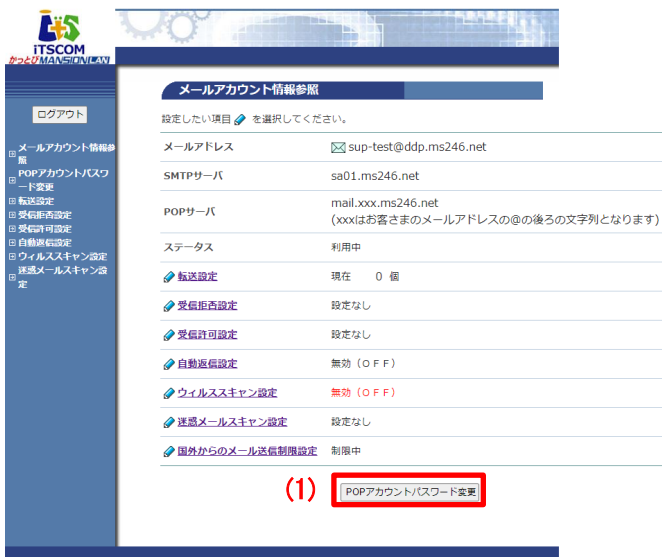 iTSCOM
かっとびMANSIONLAN
ログアウト
メールアカウント情報参
照
POPアカウントパスワ
ード変更
転送設定
受信拒否設定
受信許可設定
自動返信設定
ウィルススキャン設定
迷惑メールスキャン設
定
メールアカウント情報参照
設定したい項目 を選択してください。
メールアドレス sup-test@ddp.ms246.net
SMTPサーバ sa01.ms246.net
POPサーバ mail.xxx.ms246.net
(xxxはお客さまのメールアドレスの@の後ろの文字列となります)
ステータス 利用中
転送設定 現在 0 個
受信拒否設定 設定なし
受信許可設定 設定なし
自動返信設定 無効（ＯＦＦ）
ウィルススキャン設定 無効（ＯＦＦ）
迷惑メールスキャン設定 設定なし
国外からのメール送信制限設定 制限中
(1) POPアカウントパスワード変更